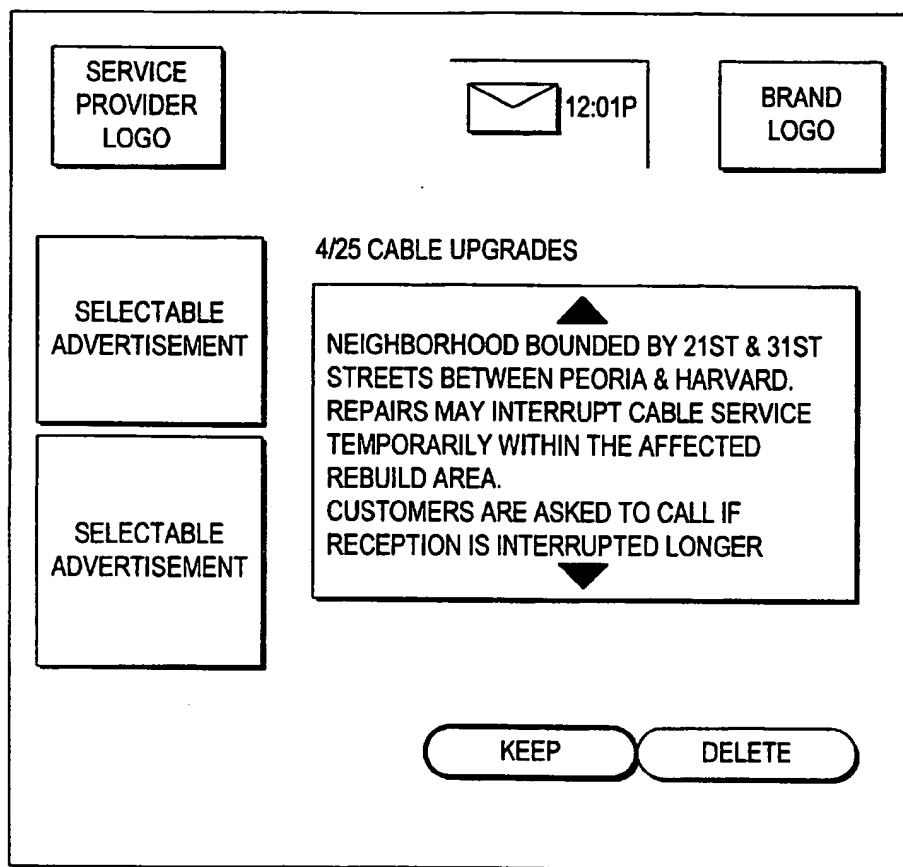 SERVICE
PROVIDER
LOGO
12:01P
BRAND
LOGO
SELECTABLE
ADVERTISEMENT
SELECTABLE
ADVERTISEMENT
4/25 CABLE UPGRADES
NEIGHBORHOOD BOUNDED BY 21ST & 31ST
STREETS BETWEEN PEORIA & HARVARD.
REPAIRS MAY INTERRUPT CABLE SERVICE
TEMPORARILY WITHIN THE AFFECTED
REBUILD AREA.
CUSTOMERS ARE ASKED TO CALL IF
RECEPTION IS INTERRUPTED LONGER
KEEP
DELETE